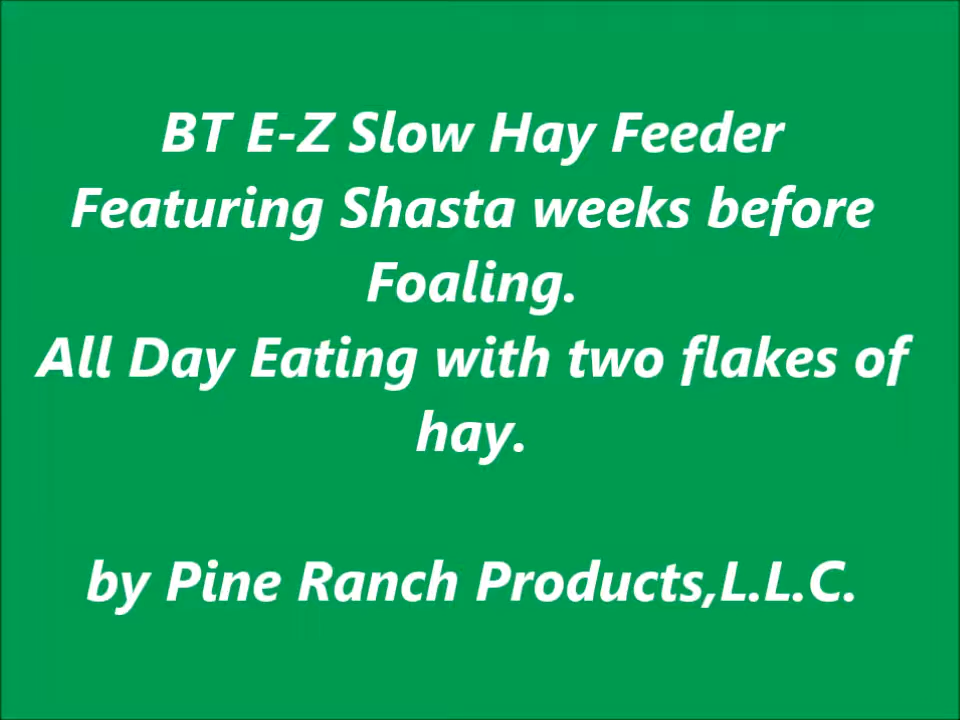 BT E-Z Slow Hay Feeder
Featuring Shasta weeks before
Foaling.
All Day Eating with two flakes of
hay.
by Pine Ranch Products,L.L.C.